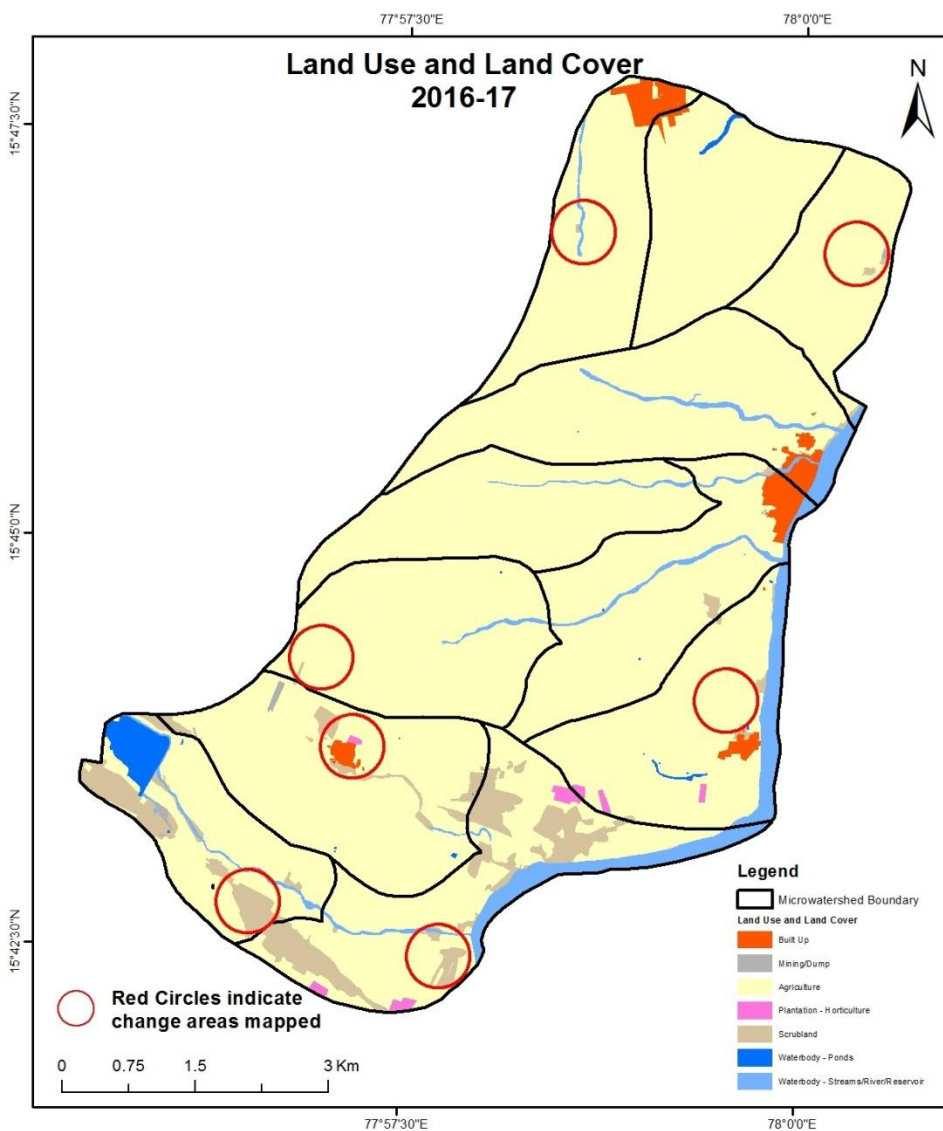 77°57'30"E
78°0'0"E
Land Use and Land Cover
2016-17
N
15°47'30"N
15°45'0"N
15°42'30"N
Legend
Microwatershed Boundary
Land Use and Land Cover
Built Up
Mining/Dump
Agriculture
Plantation - Horticulture
Scrubland
Waterbody - Ponds
Waterbody - Streams/River/Reservoir
Red Circles indicate
change areas mapped
0 0.75 1.5 3 Km
77°57'30"E
78°0'0"E